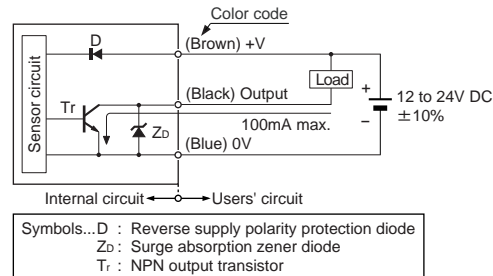 Color code
D
(Brown) +V
Sensor circuit
Tr
(Black) Output
Load
+
12 to 24V DC
±10%
−
100mA max.
ZD
(Blue) 0V
Internal circuit
Users' circuit
Symbols...D : Reverse supply polarity protection diode
ZD : Surge absorption zener diode
Tr : NPN output transistor